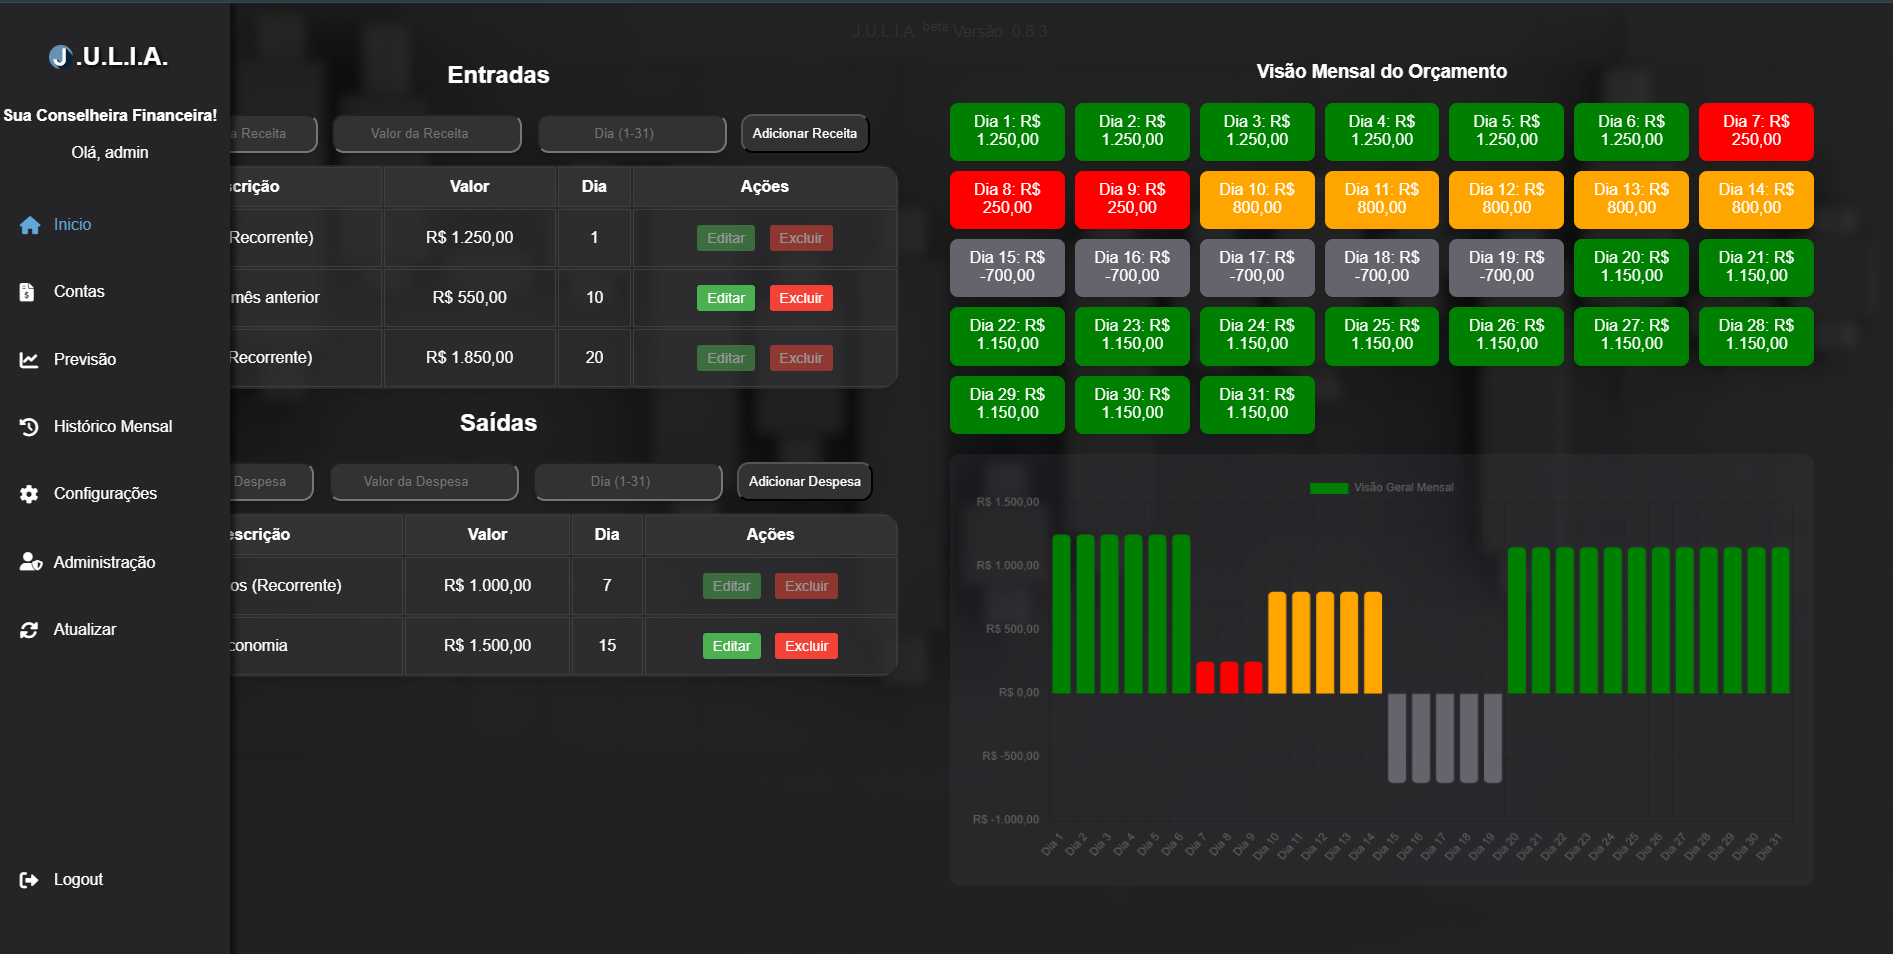 J.U.L.I.A. beta Versão: 0.8.3
J.U.L.I.A.
Sua Conselheira Financeira!
Olá, admin
Inicio
Contas
Previsão
Histórico Mensal
Configurações
Administração
Atualizar
Logout
Entradas
a Receita
Valor da Receita
Dia (1-31)
Adicionar Receita
scrição Valor Dia Ações
(Recorrente) R$ 1.250,00 1 Editar Excluir
mês anterior R$ 550,00 10 Editar Excluir
Recorrente) R$ 1.850,00 20 Editar Excluir
Saídas
Despesa
Valor da Despesa
Dia (1-31)
Adicionar Despesa
escrição Valor Dia Ações
os (Recorrente) R$ 1.000,00 7 Editar Excluir
conomia R$ 1.500,00 15 Editar Excluir
Visão Mensal do Orçamento
Dia 1: R$
1.250,00
Dia 2: R$
1.250,00
Dia 3: R$
1.250,00
Dia 4: R$
1.250,00
Dia 5: R$
1.250,00
Dia 6: R$
1.250,00
Dia 7: R$
250,00
Dia 8: R$
250,00
Dia 9: R$
250,00
Dia 10: R$
800,00
Dia 11: R$
800,00
Dia 12: R$
800,00
Dia 13: R$
800,00
Dia 14: R$
800,00
Dia 15: R$
-700,00
Dia 16: R$
-700,00
Dia 17: R$
-700,00
Dia 18: R$
-700,00
Dia 19: R$
-700,00
Dia 20: R$
1.150,00
Dia 21: R$
1.150,00
Dia 22: R$
1.150,00
Dia 23: R$
1.150,00
Dia 24: R$
1.150,00
Dia 25: R$
1.150,00
Dia 26: R$
1.150,00
Dia 27: R$
1.150,00
Dia 28: R$
1.150,00
Dia 29: R$
1.150,00
Dia 30: R$
1.150,00
Dia 31: R$
1.150,00
Visão Geral Mensal
R$ 1.500,00
R$ 1.000,00
R$ 500,00
R$ 0,00
R$ -500,00
R$ -1.000,00
Dia 1
Dia 2
Dia 3
Dia 4
Dia 5
Dia 6
Dia 7
Dia 8
Dia 9
Dia 10
Dia 11
Dia 12
Dia 13
Dia 14
Dia 15
Dia 16
Dia 17
Dia 18
Dia 19
Dia 20
Dia 21
Dia 22
Dia 23
Dia 24
Dia 25
Dia 26
Dia 27
Dia 28
Dia 29
Dia 30
Dia 31